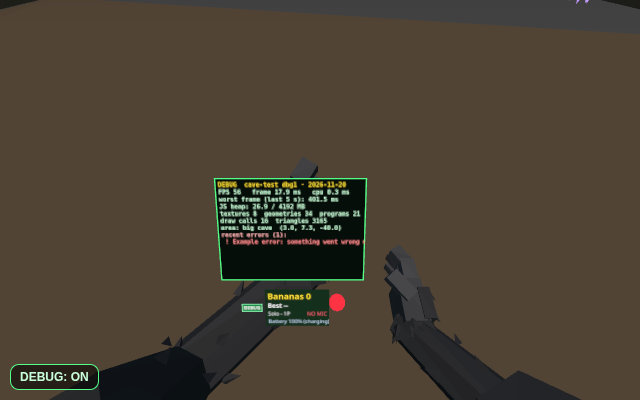 DEBUG cave-test dbg1 · 2026-11-20
FPS 56 frame 17.9 ms cpu 0.3 ms
worst frame (last 5 s): 401.5 ms
JS heap: 26.9 / 4192 MB
textures 8 geometries 34 programs 21
draw calls 16 triangles 3165
area: big cave (3.0, 7.3, -40.0)
recent errors (1):
! Example error: something went wrong
Bananas 0
Best —
DEBUG
Solo · 1P NO MIC
Battery 100% (charging)
DEBUG: ON